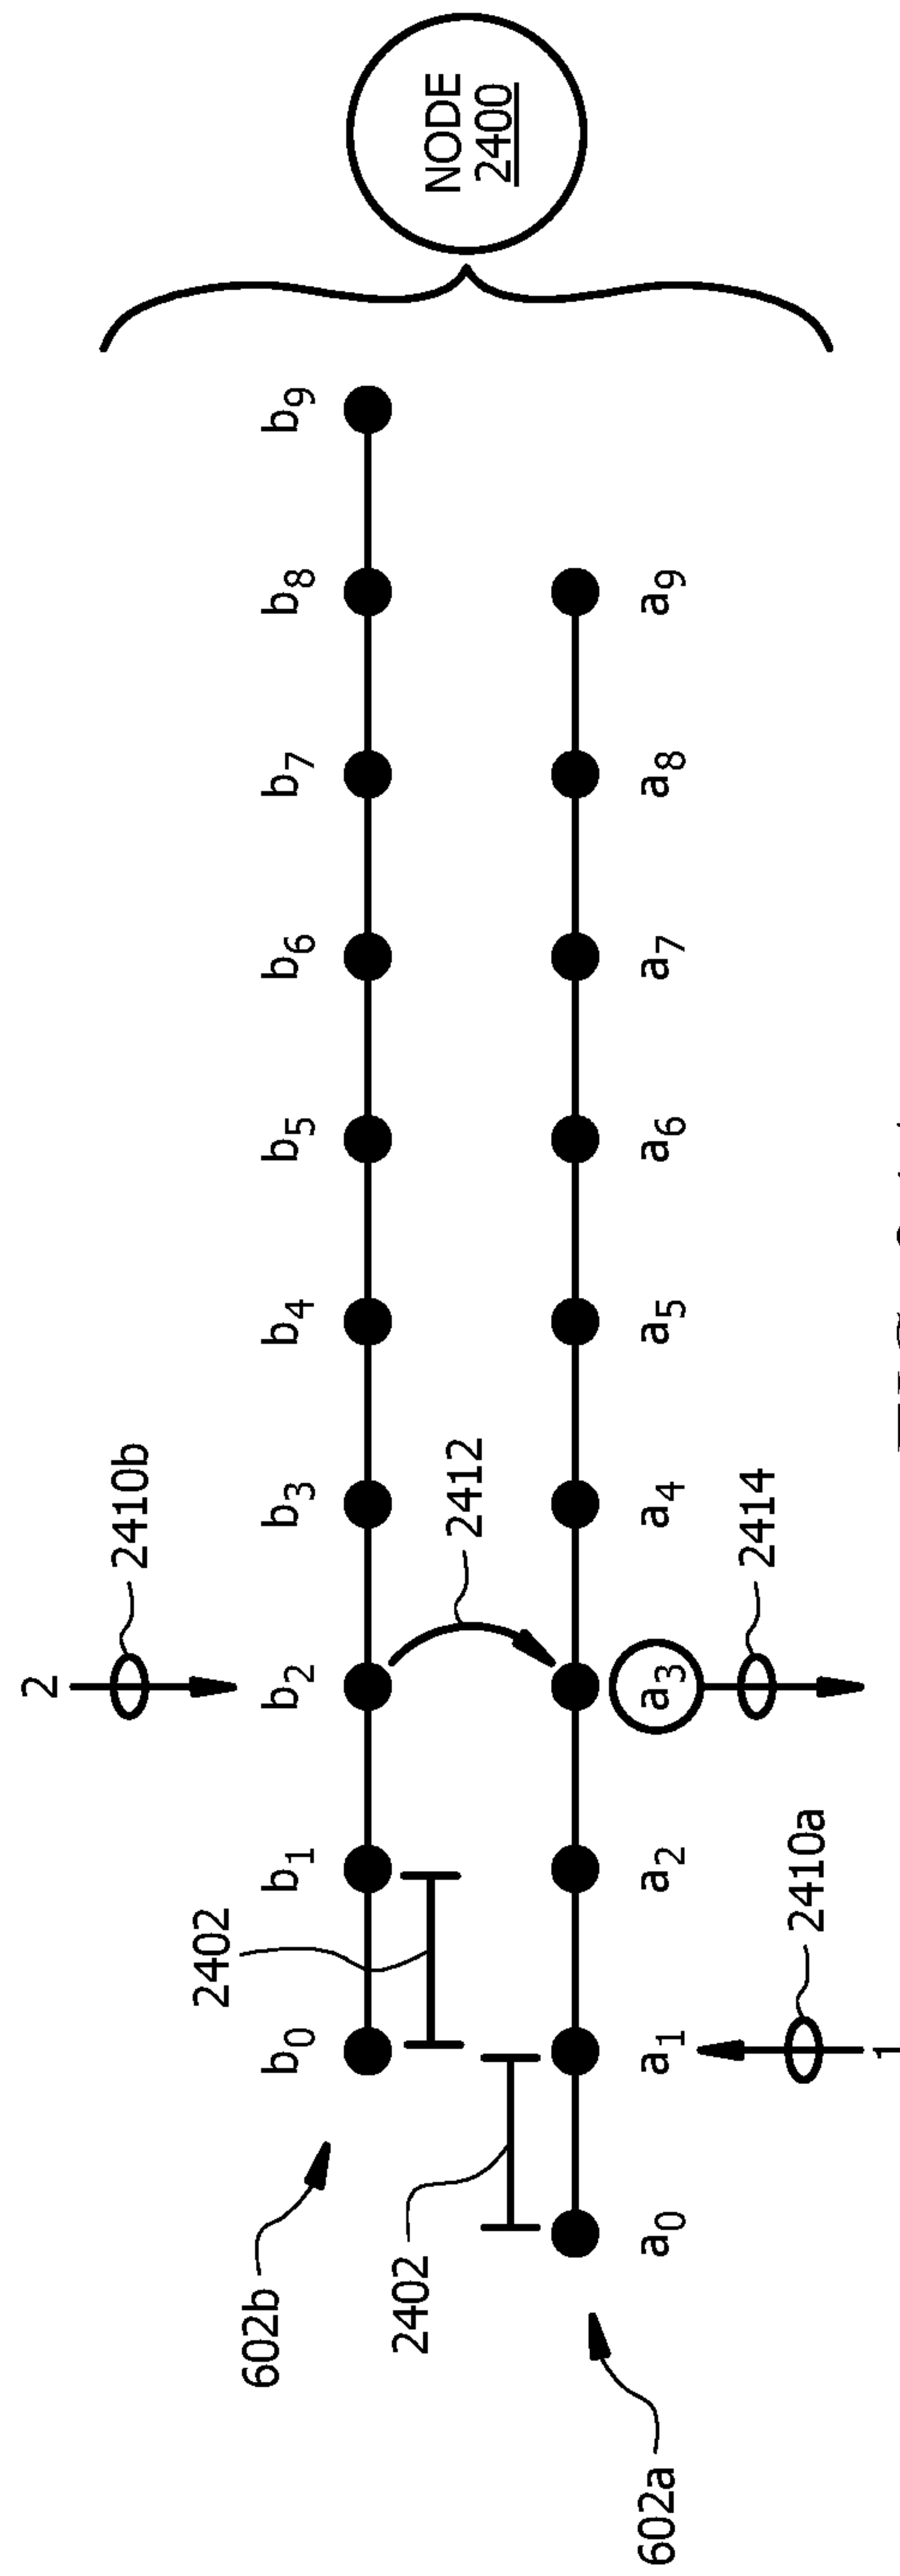 2
2410b
b₀
b₁
b₂
b₃
b₄
b₅
b₆
b₇
b₈
b₉
2402
602b
2412
NODE
2400
2402
a₀
a₁
a₂
a₃
a₄
a₅
a₆
a₇
a₈
a₉
602a
2410a
2414
1